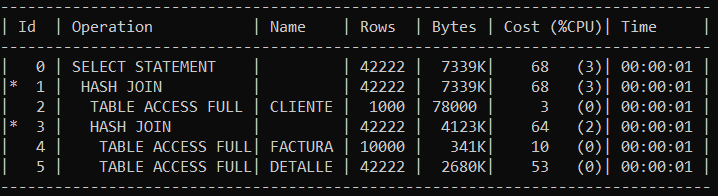 --------------------------------------------------------------------------------
| Id  | Operation           | Name    | Rows  | Bytes | Cost (%CPU)| Time     |
--------------------------------------------------------------------------------
|   0 | SELECT STATEMENT    |         | 42222 |  7339K|    68   (3)| 00:00:01 |
|*  1 |  HASH JOIN          |         | 42222 |  7339K|    68   (3)| 00:00:01 |
|   2 |   TABLE ACCESS FULL | CLIENTE |  1000 | 78000 |     3   (0)| 00:00:01 |
|*  3 |   HASH JOIN         |         | 42222 |  4123K|    64   (2)| 00:00:01 |
|   4 |    TABLE ACCESS FULL| FACTURA | 10000 |   341K|    10   (0)| 00:00:01 |
|   5 |    TABLE ACCESS FULL| DETALLE | 42222 |  2680K|    53   (0)| 00:00:01 |
--------------------------------------------------------------------------------